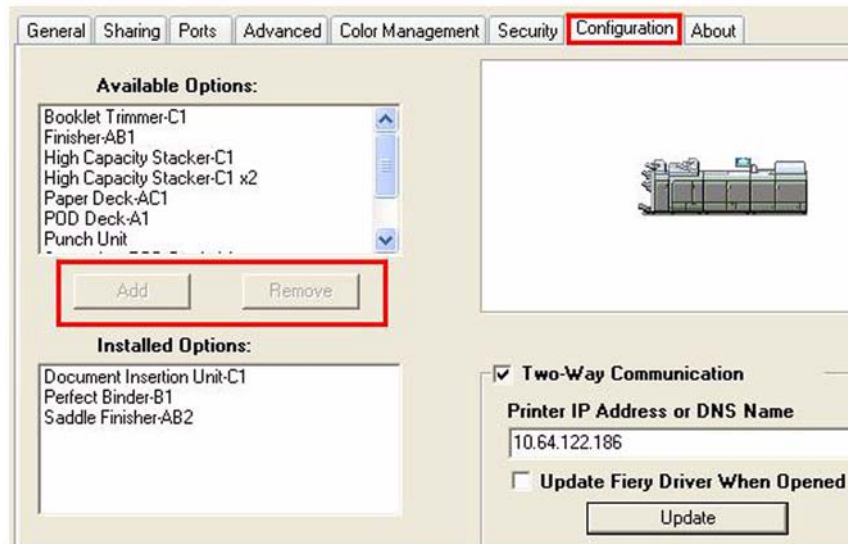 General Sharing Ports Advanced Color Management Security Configuration About
Available Options:
Booklet Trimmer-C1
Finisher-AB1
High Capacity Stacker-C1
High Capacity Stacker-C1 x2
Paper Deck-AC1
POD Deck-A1
Punch Unit
Add Remove
Installed Options:
Document Insertion Unit-C1
Perfect Binder-B1
Saddle Finisher-AB2
Two-Way Communication
Printer IP Address or DNS Name
10.64.122.186
Update Fiery Driver When Opened
Update